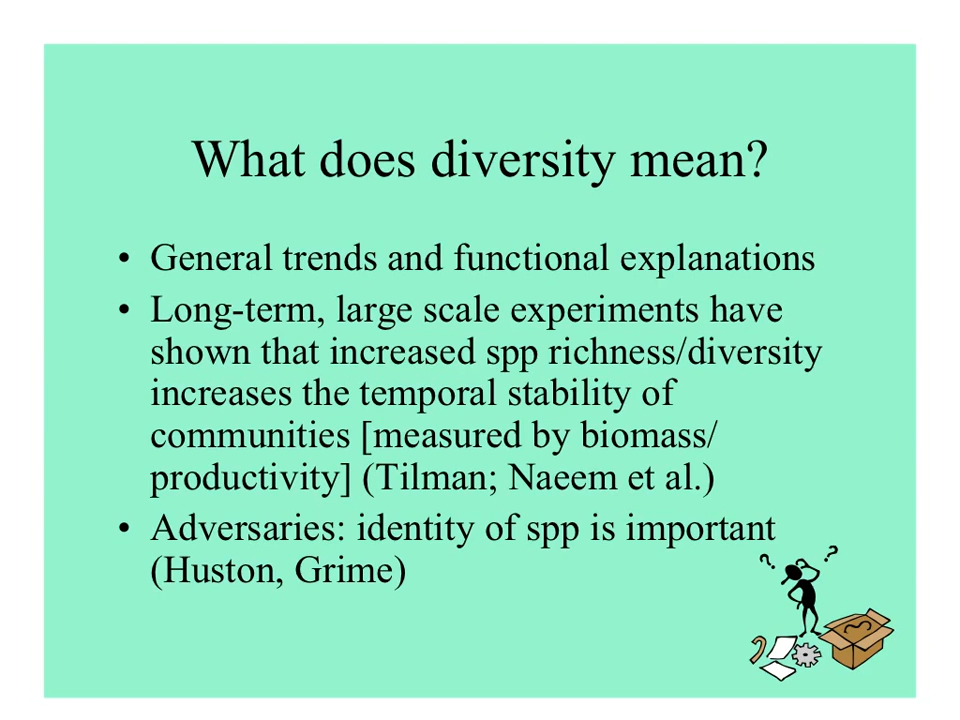 What does diversity mean?
• General trends and functional explanations
• Long-term, large scale experiments have
shown that increased spp richness/diversity
increases the temporal stability of
communities [measured by biomass/
productivity] (Tilman; Naeem et al.)
• Adversaries: identity of spp is important
(Huston, Grime)
? ?